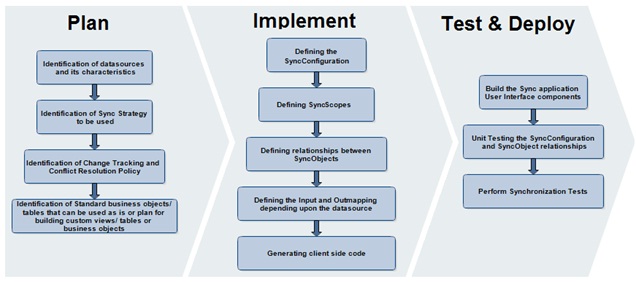 Plan
Identification of datasources
and its characteristics
Identification of Sync Strategy
to be used
Identification of Change Tracking and
Conflict Resolution Policy
Identification of Standard business objects/
tables that can be used as is or plan for
building custom views/ tables or
business objects
Implement
Defining the
SyncConfiguration
Defining SyncScopes
Defining relationships between
SyncObjects
Defining the Input and Outmapping
depending upon the datasource
Generating client side code
Test & Deploy
Build the Sync application
User Interface components
Unit Testing the SyncConfiguration
and SyncObject relationships
Perform Synchronization Tests